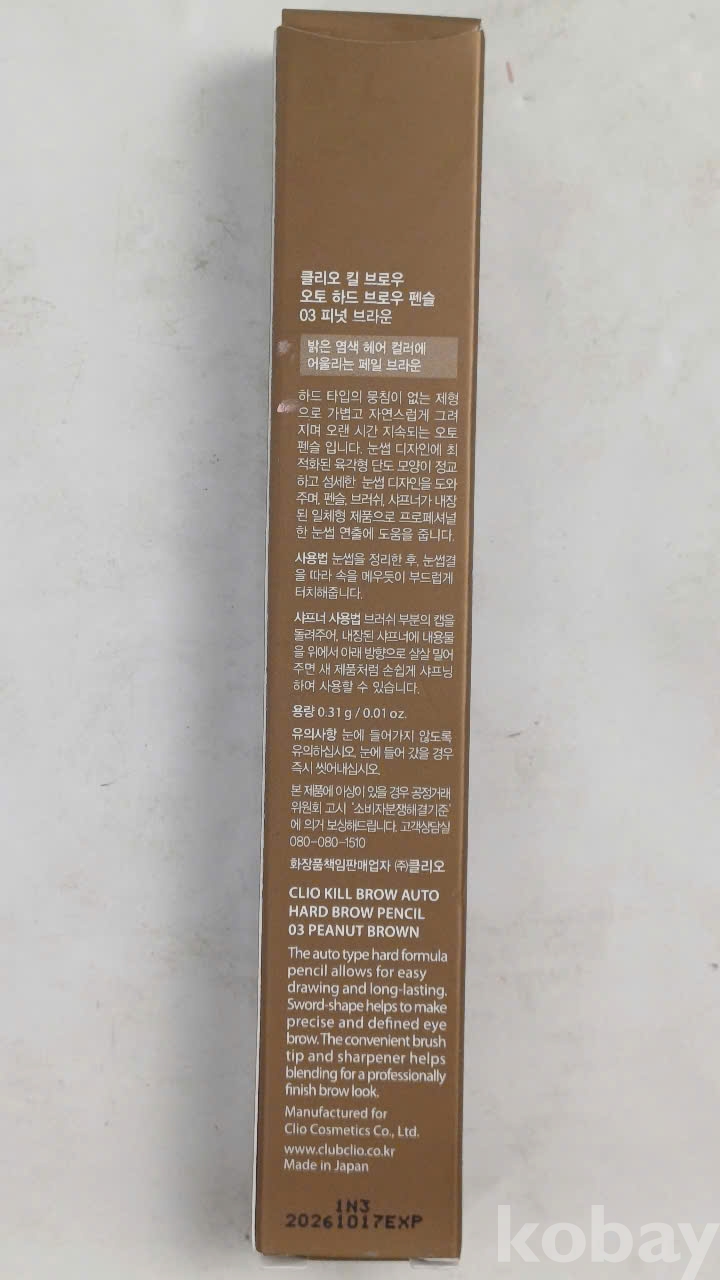 클리오 킬 브로우
오토 하드 브로우 펜슬
03 피넛 브라운
밝은 염색 헤어 컬러에
어울리는 페일 브라운
하드 타입의 뭉침이 없는 제형
으로 가볍고 자연스럽게 그려
지며 오랜 시간 지속되는 오토
펜슬 입니다. 눈썹 디자인에 최
적화된 육각형 단도 모양이 정교
하고 섬세한 눈썹 디자인을 도와
주며, 펜슬, 브러쉬, 샤프너가 내장
된 일체형 제품으로 프로페셔널
한 눈썹 연출에 도움을 줍니다.
사용법 눈썹을 정리한 후, 눈썹결
을 따라 속을 메우듯이 부드럽게
터치해줍니다.
샤프너 사용법 브러쉬 부분의 캡을
돌려주어, 내장된 샤프너에 내용물
을 위에서 아래 방향으로 살살 밀어
주면 새 제품처럼 손쉽게 샤프닝
하여 사용할 수 있습니다.
용량 0.31 g / 0.01 oz.
유의사항 눈에 들어가지 않도록
유의하십시오. 눈에 들어 갔을 경우
즉시 씻어내십시오.
본 제품에 이상이 있을 경우 공정거래
위원회 고시 '소비자분쟁해결기준'
에 의거 보상해드립니다. 고객상담실
080-080-1510
화장품책임판매업자 ㈜클리오
CLIO KILL BROW AUTO
HARD BROW PENCIL
03 PEANUT BROWN
The auto type hard formula
pencil allows for easy
drawing and long-lasting.
Sword-shape helps to make
precise and defined eye
brow. The convenient brush
tip and sharpener helps
blending for a professionally
finish brow look.
Manufactured for
Clio Cosmetics Co., Ltd.
www.clubclio.co.kr
Made in Japan
1N3
20261017EXP
kobay